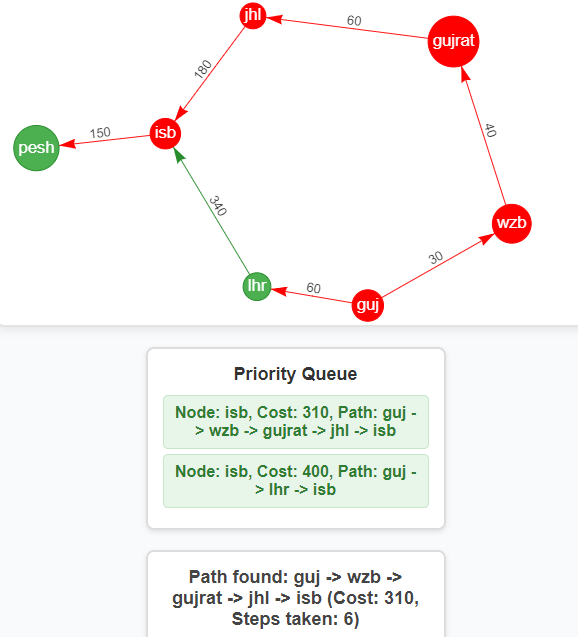 jhl
60
gujrat
180
40
150
isb
pesh
340
wzb
30
lhr
60
guj
Priority Queue
Node: isb, Cost: 310, Path: guj -
> wzb -> gujrat -> jhl -> isb
Node: isb, Cost: 400, Path: guj -
> lhr -> isb
Path found: guj -> wzb ->
gujrat -> jhl -> isb (Cost: 310,
Steps taken: 6)